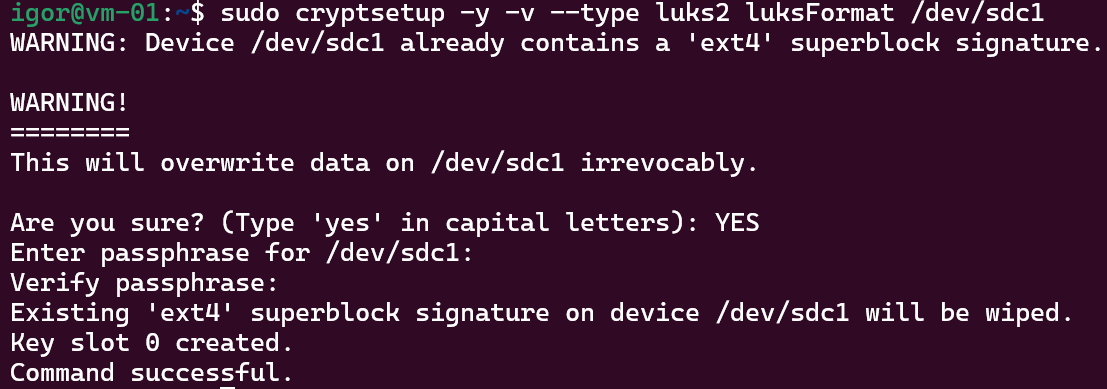 igor@vm-01:~$ sudo cryptsetup -y -v --type luks2 luksFormat /dev/sdc1
WARNING: Device /dev/sdc1 already contains a 'ext4' superblock signature.
WARNING!
========
This will overwrite data on /dev/sdc1 irrevocably.
Are you sure? (Type 'yes' in capital letters): YES
Enter passphrase for /dev/sdc1:
Verify passphrase:
Existing 'ext4' superblock signature on device /dev/sdc1 will be wiped.
Key slot 0 created.
Command successful.